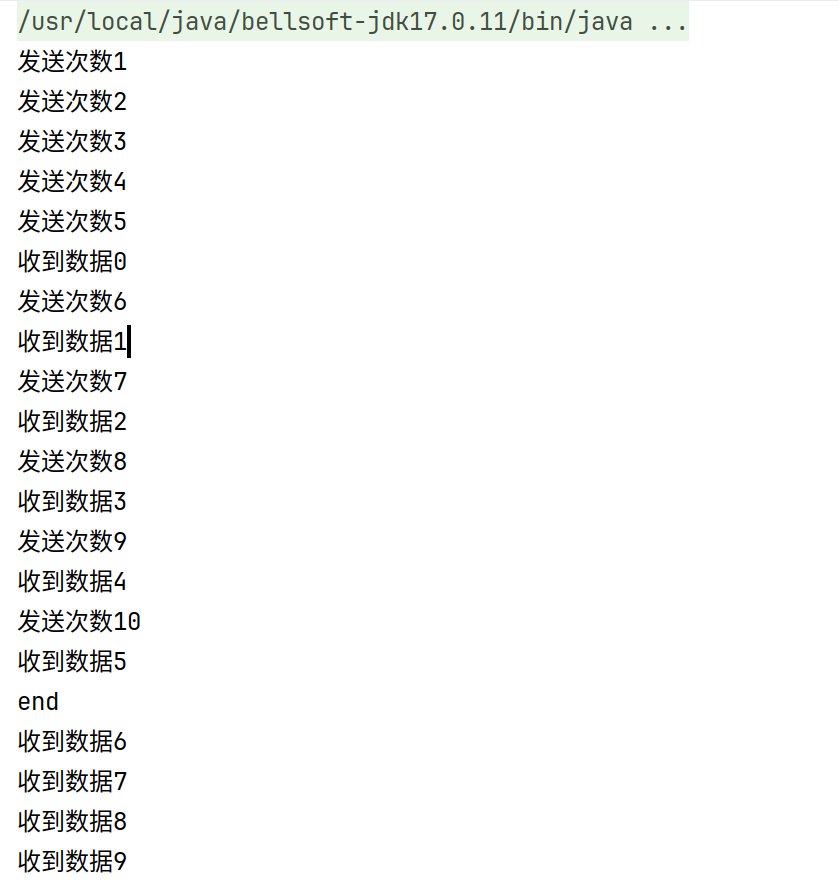 /usr/local/java/bellsoft-jdk17.0.11/bin/java ...
发送次数1
发送次数2
发送次数3
发送次数4
发送次数5
收到数据0
发送次数6
收到数据1
发送次数7
收到数据2
发送次数8
收到数据3
发送次数9
收到数据4
发送次数10
收到数据5
end
收到数据6
收到数据7
收到数据8
收到数据9